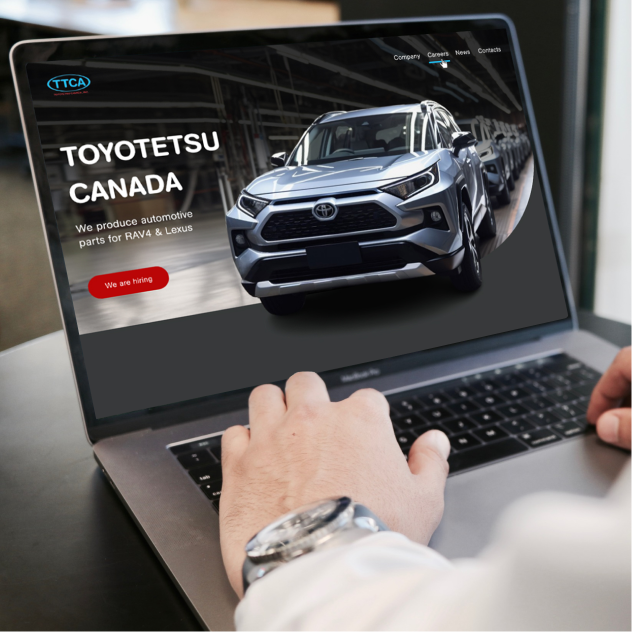 TTCA
Company Careers News Contacts
TOYOTETSU
CANADA
We produce automotive
parts for RAV4 & Lexus
We are hiring